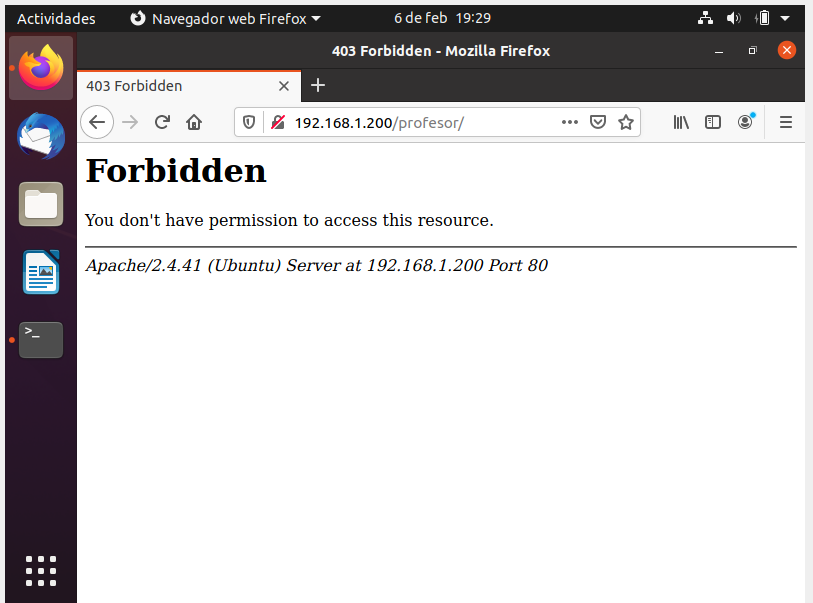 Actividades Navegador web Firefox 6 de feb 19:29
403 Forbidden - Mozilla Firefox
403 Forbidden
192.168.1.200/profesor/
Forbidden
You don't have permission to access this resource.
Apache/2.4.41 (Ubuntu) Server at 192.168.1.200 Port 80
>_